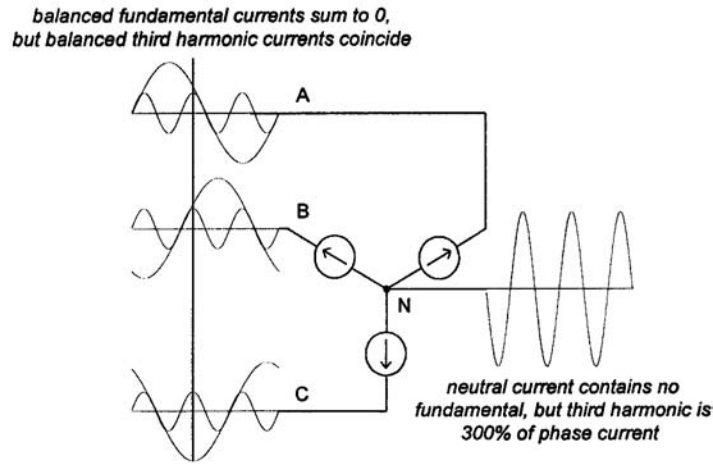 balanced fundamental currents sum to 0,
but balanced third harmonic currents coincide
A
B
N
C
neutral current contains no
fundamental, but third harmonic is
300% of phase current